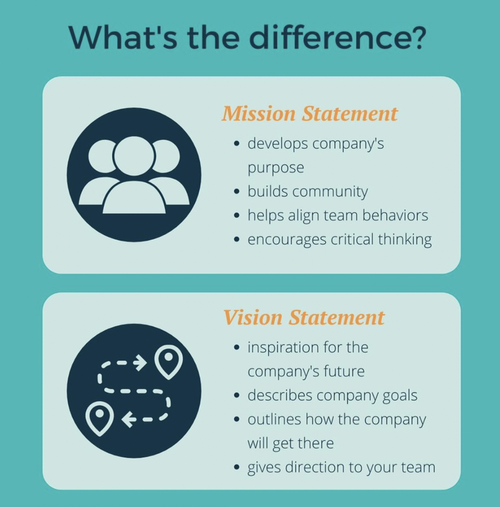 What's the difference?
Mission Statement
• develops company's
purpose
• builds community
• helps align team behaviors
• encourages critical thinking
Vision Statement
• inspiration for the
company's future
• describes company goals
• outlines how the company
will get there
• gives direction to your team